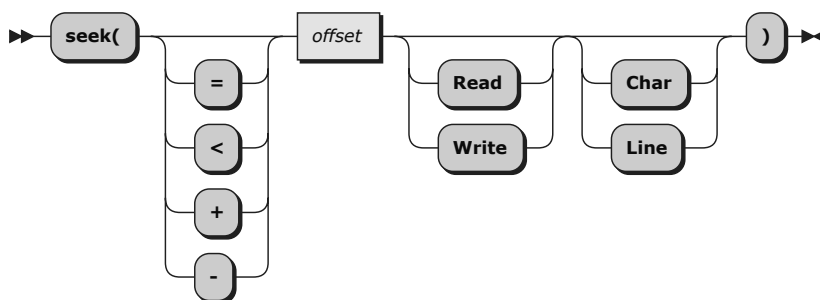 seek( offset )
= Read Char
< Write Line
+
-